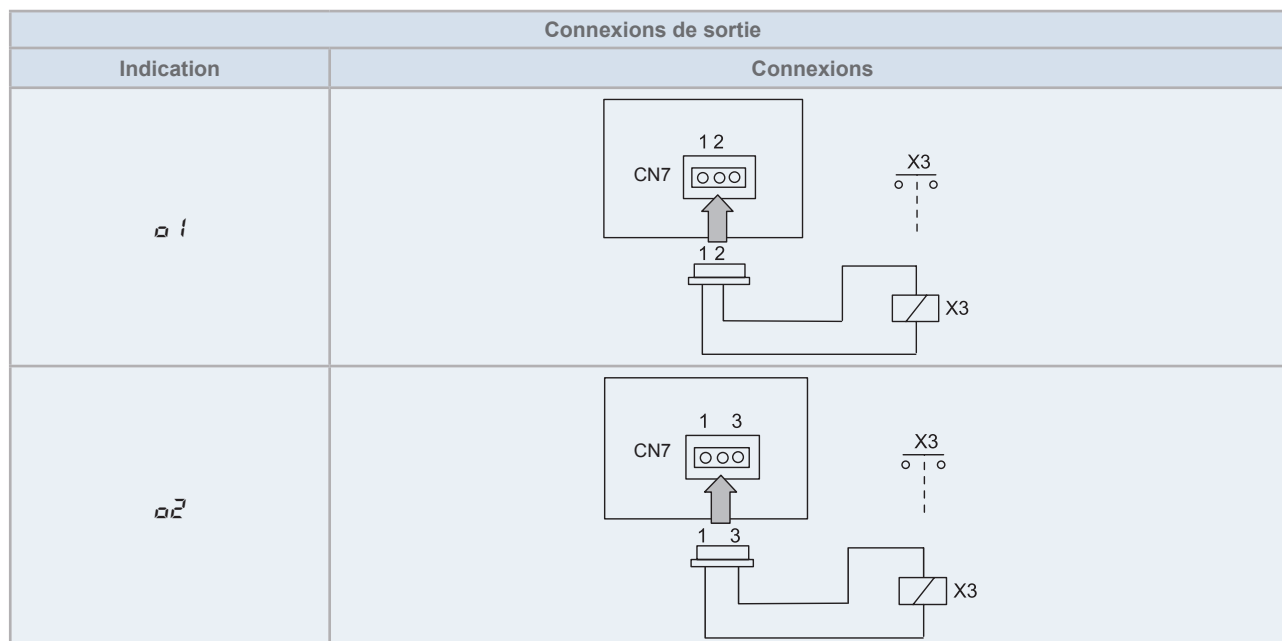 Connexions de sortie
Indication Connexions
o1
1 2
CN7
X3
1 2
X3
o2
1 3
CN7
X3
1 3
X3